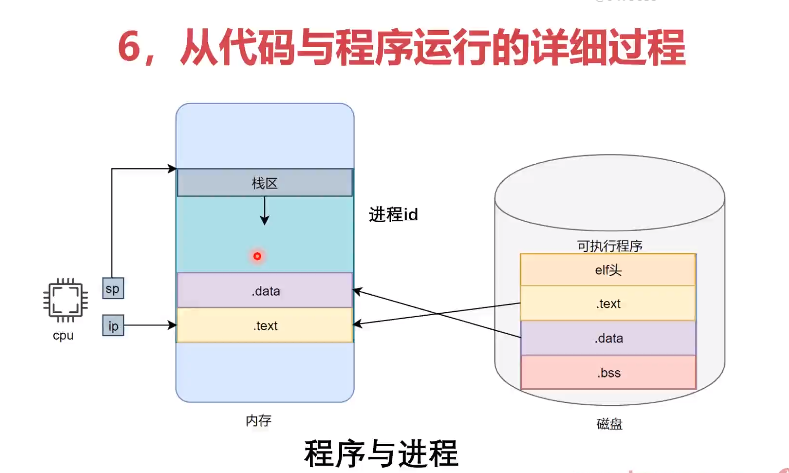 6，从代码与程序运行的详细过程
栈区
进程id
可执行程序
elf头
sp
.data
.text
ip
.text
.data
cpu
.bss
内存
磁盘
程序与进程